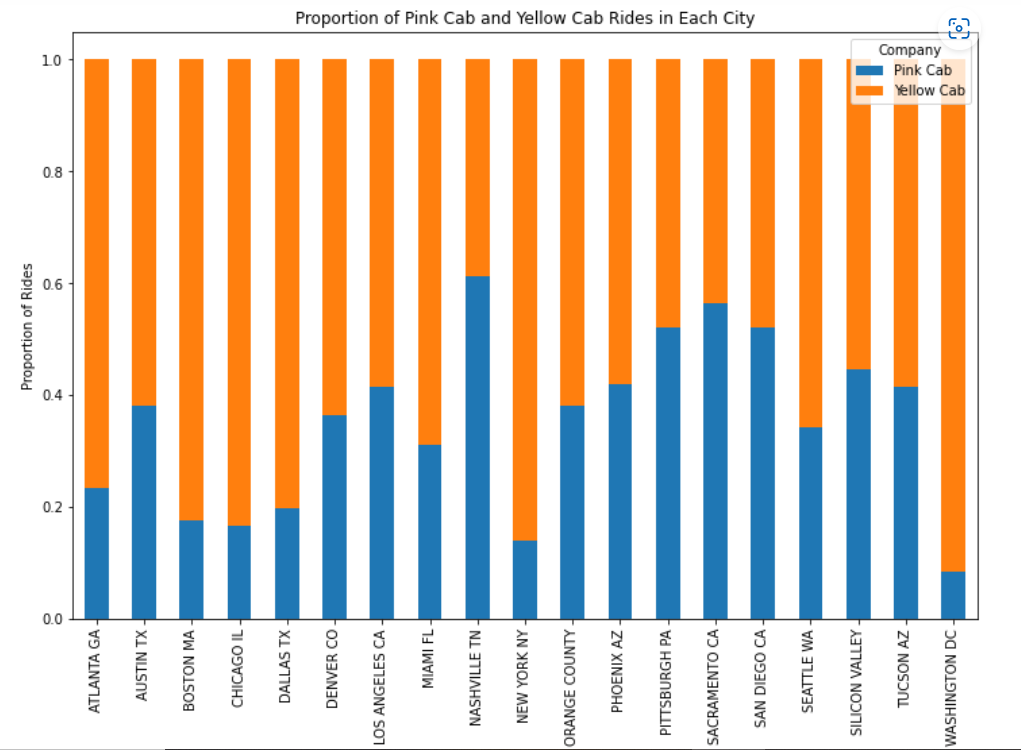 Proportion of Pink Cab and Yellow Cab Rides in Each City
Company
Pink Cab
Yellow Cab
1.0
0.8
0.6
0.4
0.2
0.0
Proportion of Rides
ATLANTA GA
AUSTIN TX
BOSTON MA
CHICAGO IL
DALLAS TX
DENVER CO
LOS ANGELES CA
MIAMI FL
NASHVILLE TN
NEW YORK NY
ORANGE COUNTY
PHOENIX AZ
PITTSBURGH PA
SACRAMENTO CA
SAN DIEGO CA
SEATTLE WA
SILICON VALLEY
TUCSON AZ
WASHINGTON DC